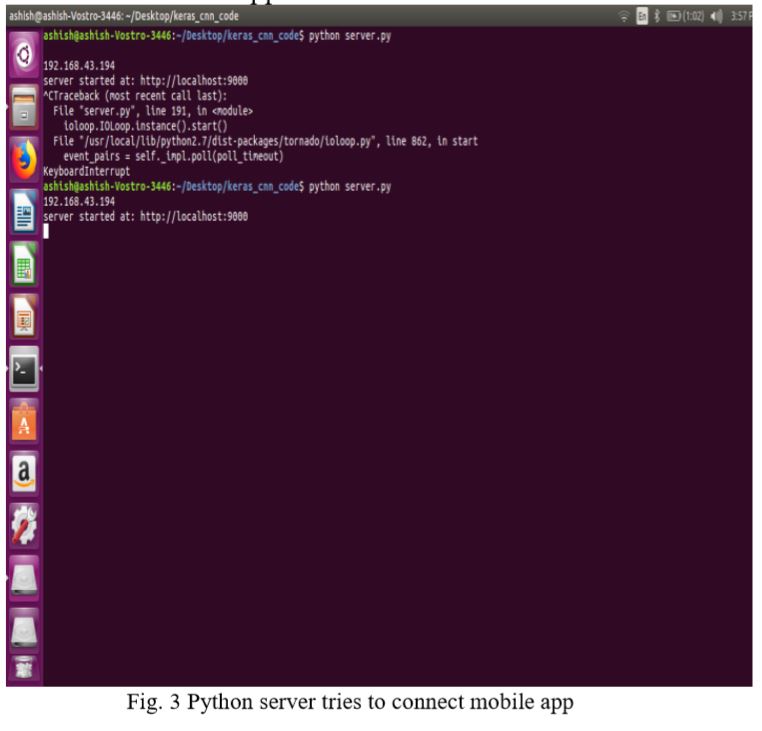 ashish@ashish-Vostro-3446: ~/Desktop/keras_cnn_code
En
(1:02)
3:57
ashish@ashish-Vostro-3446:~/Desktop/keras_cnn_code$ python server.py
192.168.43.194
server started at: http://localhost:9000
^CTraceback (most recent call last):
  File "server.py", line 191, in <module>
    ioloop.IOLoop.instance().start()
  File "/usr/local/lib/python2.7/dist-packages/tornado/ioloop.py", line 862, in start
    event_pairs = self._impl.poll(poll_timeout)
KeyboardInterrupt
ashish@ashish-Vostro-3446:~/Desktop/keras_cnn_code$ python server.py
192.168.43.194
server started at: http://localhost:9000
Fig. 3 Python server tries to connect mobile app